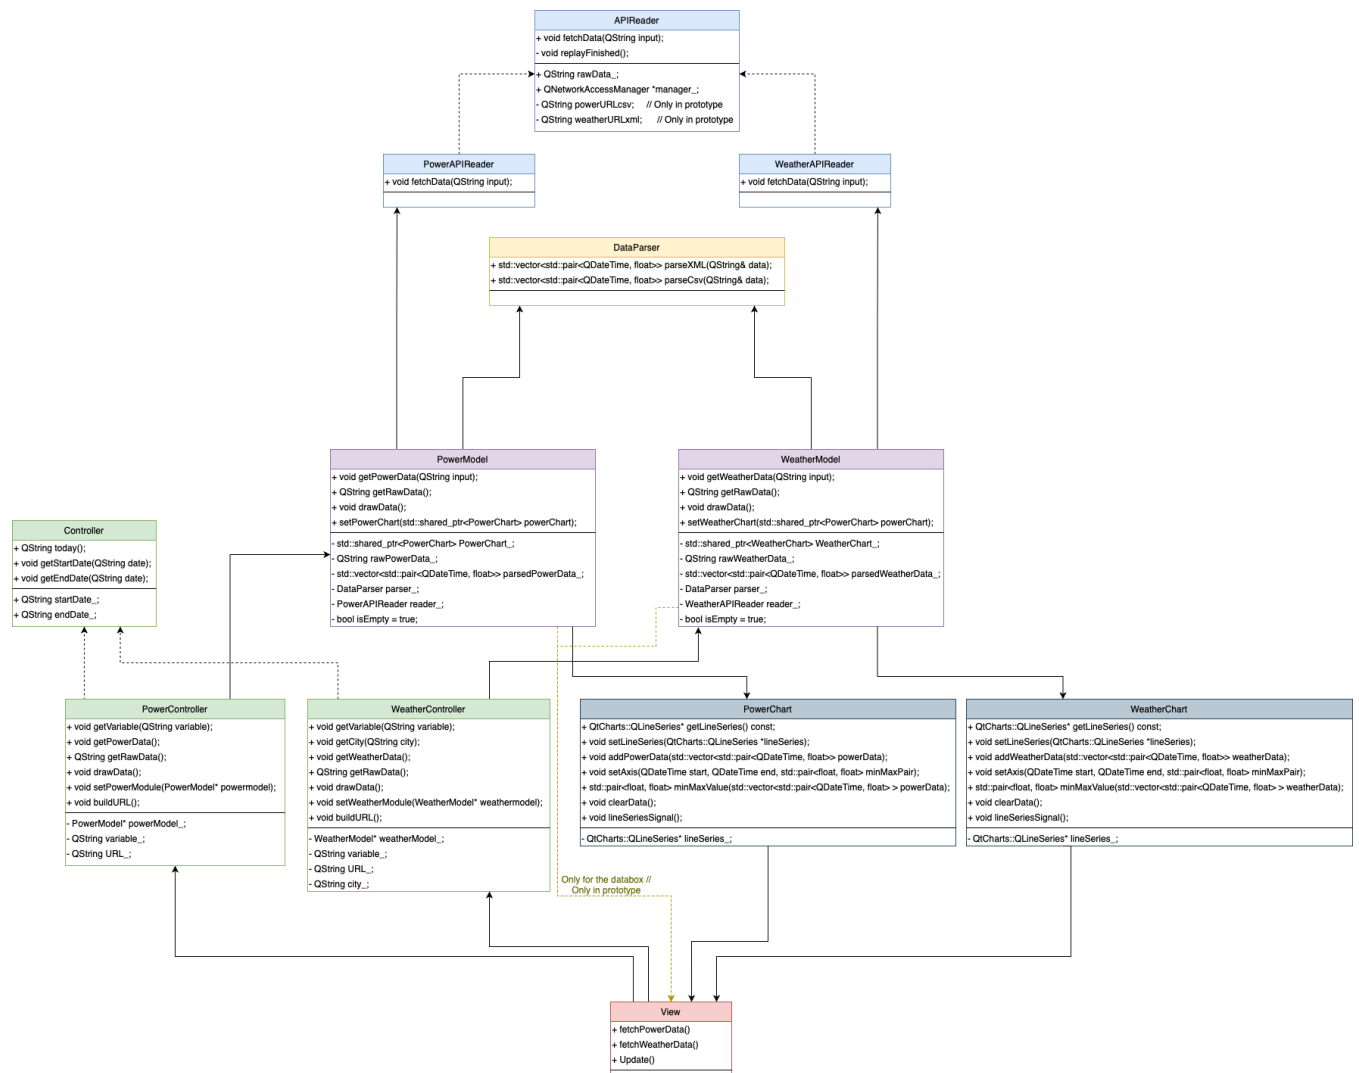 APIReader
+ void fetchData(QString input);
- void replayFinished();
+ QString rawData_;
+ QNetworkAccessManager *manager_;
- QString powerURLcsv; // Only in prototype
- QString weatherURLxml; // Only in prototype
PowerAPIReader
+ void fetchData(QString input);
WeatherAPIReader
+ void fetchData(QString input);
DataParser
+ std::vector<std::pair<QDateTime, float>> parseXML(QString& data);
+ std::vector<std::pair<QDateTime, float>> parseCsv(QString& data);
PowerModel
+ void getPowerData(QString input);
+ QString getRawData();
+ void drawData();
+ setPowerChart(std::shared_ptr<PowerChart> powerChart);
- std::shared_ptr<PowerChart> PowerChart_;
- QString rawPowerData_;
- std::vector<std::pair<QDateTime, float>> parsedPowerData_;
- DataParser parser_;
- PowerAPIReader reader_;
- bool isEmpty = true;
WeatherModel
+ void getWeatherData(QString input);
+ QString getRawData();
+ void drawData();
+ setWeatherChart(std::shared_ptr<PowerChart> powerChart);
- std::shared_ptr<WeatherChart> WeatherChart_;
- QString rawWeatherData_;
- std::vector<std::pair<QDateTime, float>> parsedWeatherData_;
- DataParser parser_;
- WeatherAPIReader reader_;
- bool isEmpty = true;
Controller
+ QString today();
+ void getStartDate(QString date);
+ void getEndDate(QString date);
+ QString startDate_;
+ QString endDate_;
PowerController
+ void getVariable(QString variable);
+ void getPowerData();
+ QString getRawData();
+ void drawData();
+ void setPowerModule(PowerModel* powermodel);
+ void buildURL();
- PowerModel* powerModel_;
- QString variable_;
- QString URL_;
WeatherController
+ void getVariable(QString variable);
+ void getCity(QString city);
+ void getWeatherData();
+ QString getRawData();
+ void drawData();
+ void setWeatherModule(WeatherModel* weathermodel);
+ void buildURL();
- WeatherModel* weatherModel_;
- QString variable_;
- QString URL_;
- QString city_;
PowerChart
+ QtCharts::QLineSeries* getLineSeries() const;
+ void setLineSeries(QtCharts::QLineSeries *lineSeries);
+ void addPowerData(std::vector<std::pair<QDateTime, float>> powerData);
+ void setAxis(QDateTime start, QDateTime end, std::pair<float, float> minMaxPair);
+ std::pair<float, float> minMaxValue(std::vector<std::pair<QDateTime, float> > powerData);
+ void clearData();
+ void lineSeriesSignal();
- QtCharts::QLineSeries* lineSeries_;
WeatherChart
+ QtCharts::QLineSeries* getLineSeries() const;
+ void setLineSeries(QtCharts::QLineSeries *lineSeries);
+ void addWeatherData(std::vector<std::pair<QDateTime, float>> weatherData);
+ void setAxis(QDateTime start, QDateTime end, std::pair<float, float> minMaxPair);
+ std::pair<float, float> minMaxValue(std::vector<std::pair<QDateTime, float> > weatherData);
+ void clearData();
+ void lineSeriesSignal();
- QtCharts::QLineSeries* lineSeries_;
Only for the databox //
Only in prototype
View
+ fetchPowerData()
+ fetchWeatherData()
+ Update()